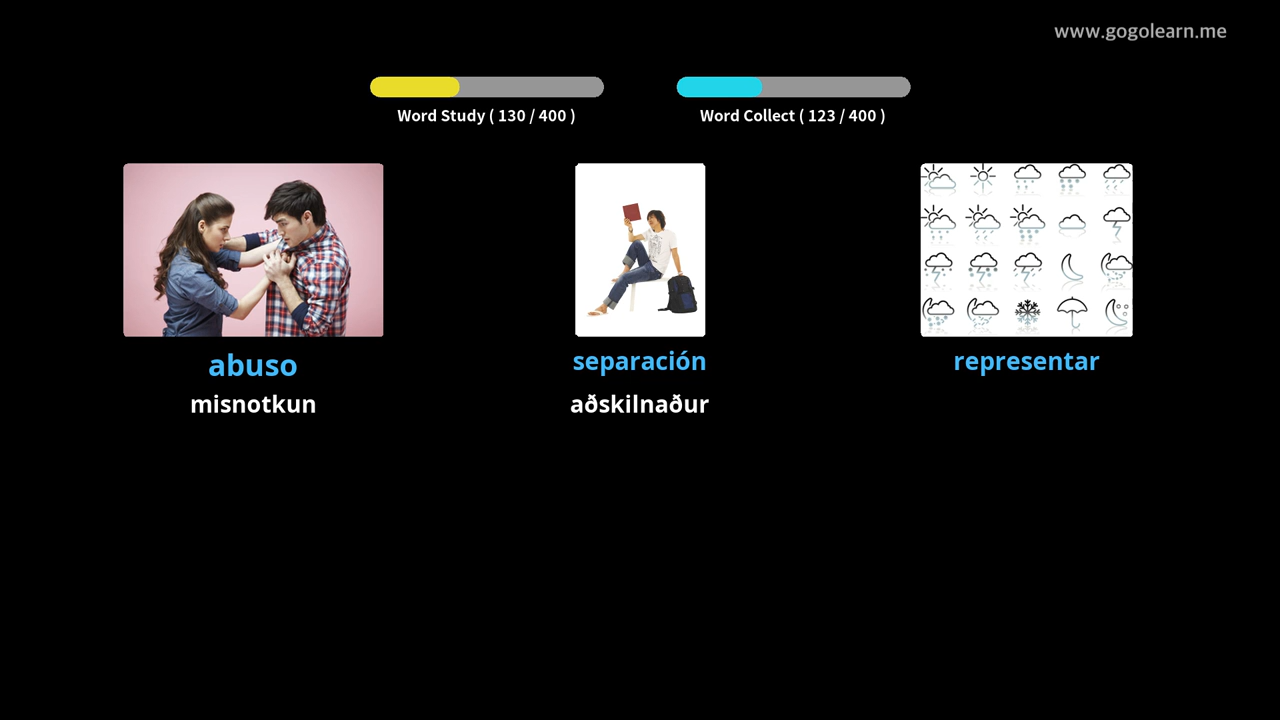 www.gogolearn.me
Word Study ( 130 / 400 )
Word Collect ( 123 / 400 )
abuso
misnotkun
separación
aðskilnaður
representar